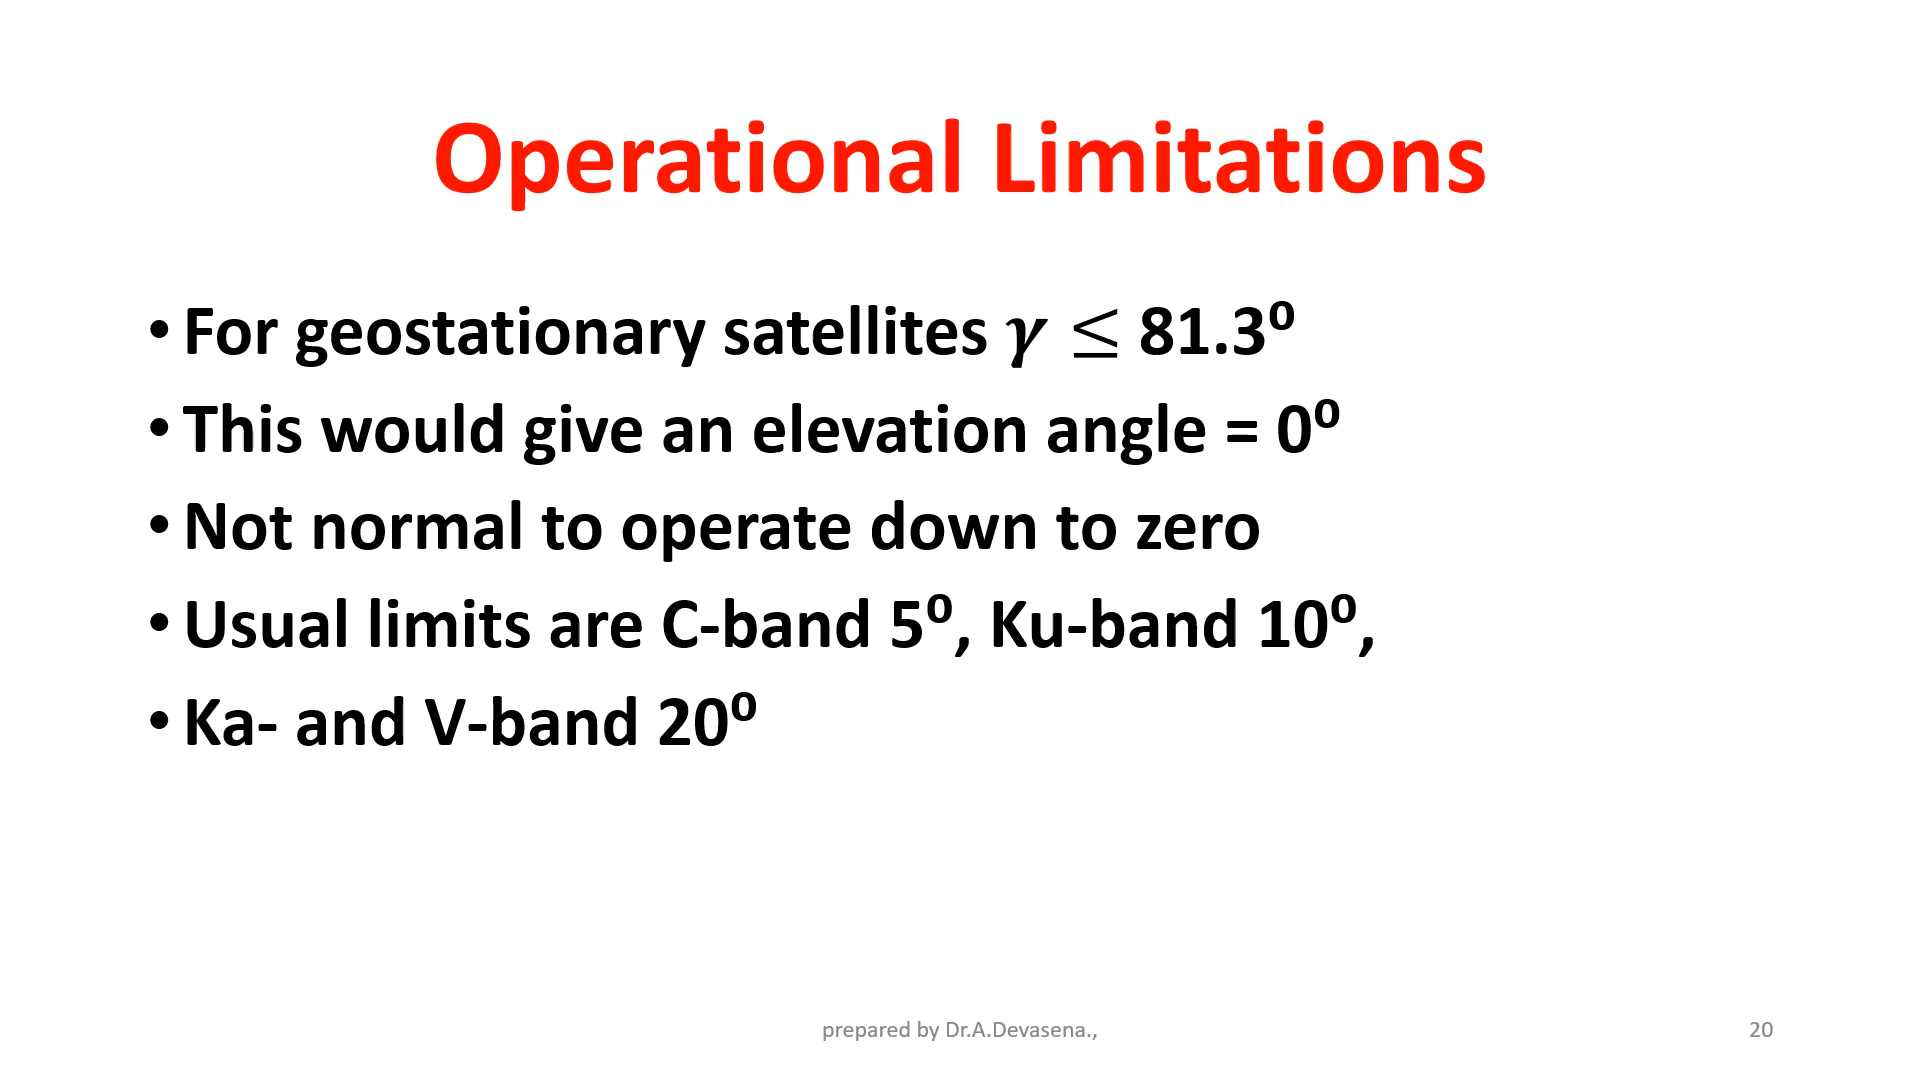 Operational Limitations
• For geostationary satellites γ ≤ 81.3⁰
• This would give an elevation angle = 0⁰
• Not normal to operate down to zero
• Usual limits are C-band 5⁰, Ku-band 10⁰,
• Ka- and V-band 20⁰
prepared by Dr.A.Devasena.,
20